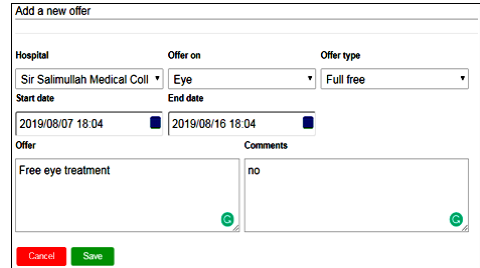 Add a new offer
Hospital Offer on Offer type
Sir Salimullah Medical Coll Eye Full free
Start date End date
2019/08/07 18:04 2019/08/16 18:04
Offer Comments
Free eye treatment no
Cancel Save